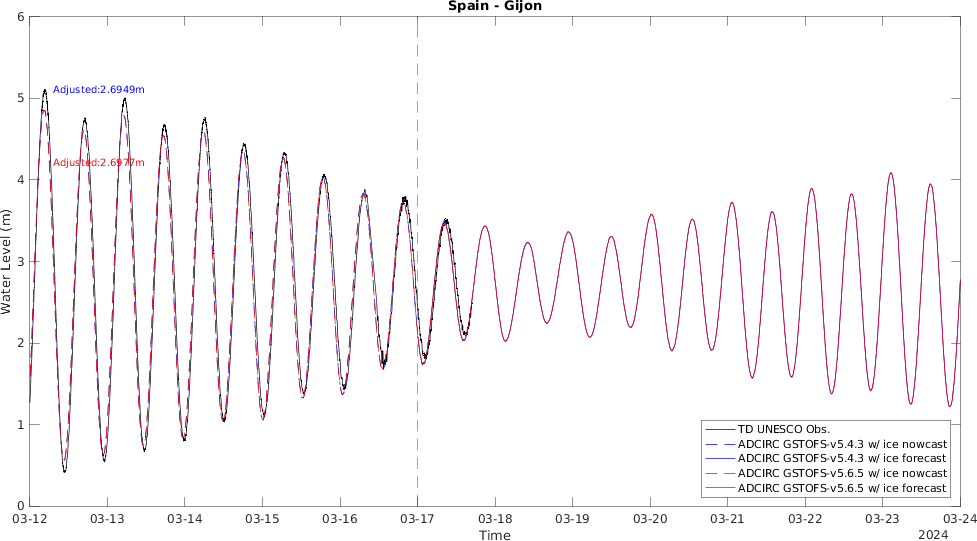 Spain - Gijon
6
5
4
3
2
1
0
Water Level (m)
Adjusted:2.6949m
Adjusted:2.6977m
TD UNESCO Obs.
ADCIRC GSTOFS-v5.4.3 w/ ice nowcast
ADCIRC GSTOFS-v5.4.3 w/ ice forecast
ADCIRC GSTOFS-v5.6.5 w/ ice nowcast
ADCIRC GSTOFS-v5.6.5 w/ ice forecast
03-12 03-13 03-14 03-15 03-16 03-17 03-18 03-19 03-20 03-21 03-22 03-23 03-24
Time
2024